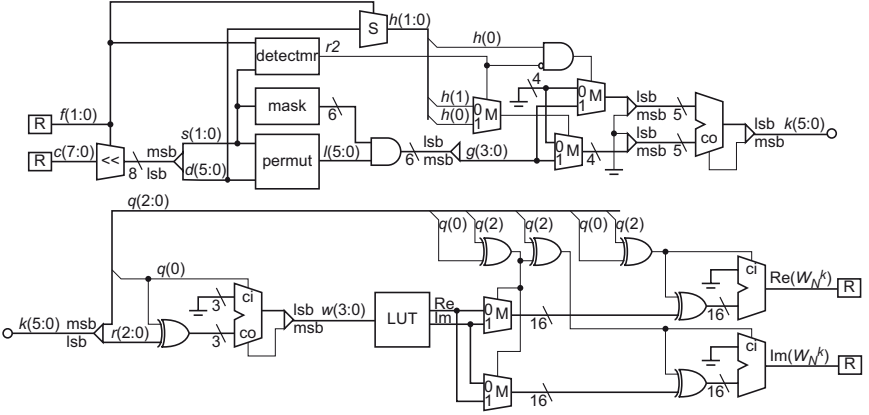 S
h(1:0)
h(0)
detectmr
r2
4
lsb
5
0
M
1
h(1)
h(0)
0
M
1
mask
6
R
f(1:0)
s(1:0)
msb
lsb
msb
5
co
lsb
k(5:0)
msb
R
c(7:0)
<<
8
msb
lsb
d(5:0)
permut
l(5:0)
6
lsb
msb
g(3:0)
0
M
1
4
lsb
msb
q(2:0)
q(0)
q(2)
q(2)
q(0)
q(2)
q(0)
ci
Re(W_N^k)
R
16
k(5:0)
msb
lsb
r(2:0)
3
ci
3
co
lsb
msb
w(3:0)
LUT
Re
Im
0
M
1
16
ci
Im(W_N^k)
R
16
0
M
1
16